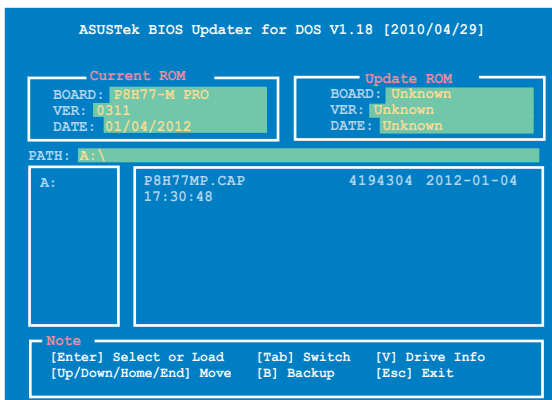 ASUSTek BIOS Updater for DOS V1.18 [2010/04/29]
Current ROM
BOARD: P8H77-M PRO
VER: 0311
DATE: 01/04/2012
Update ROM
BOARD: Unknown
VER: Unknown
DATE: Unknown
PATH: A:\
A:
P8H77MP.CAP 4194304 2012-01-04
17:30:48
Note
[Enter] Select or Load [Tab] Switch [V] Drive Info
[Up/Down/Home/End] Move [B] Backup [Esc] Exit